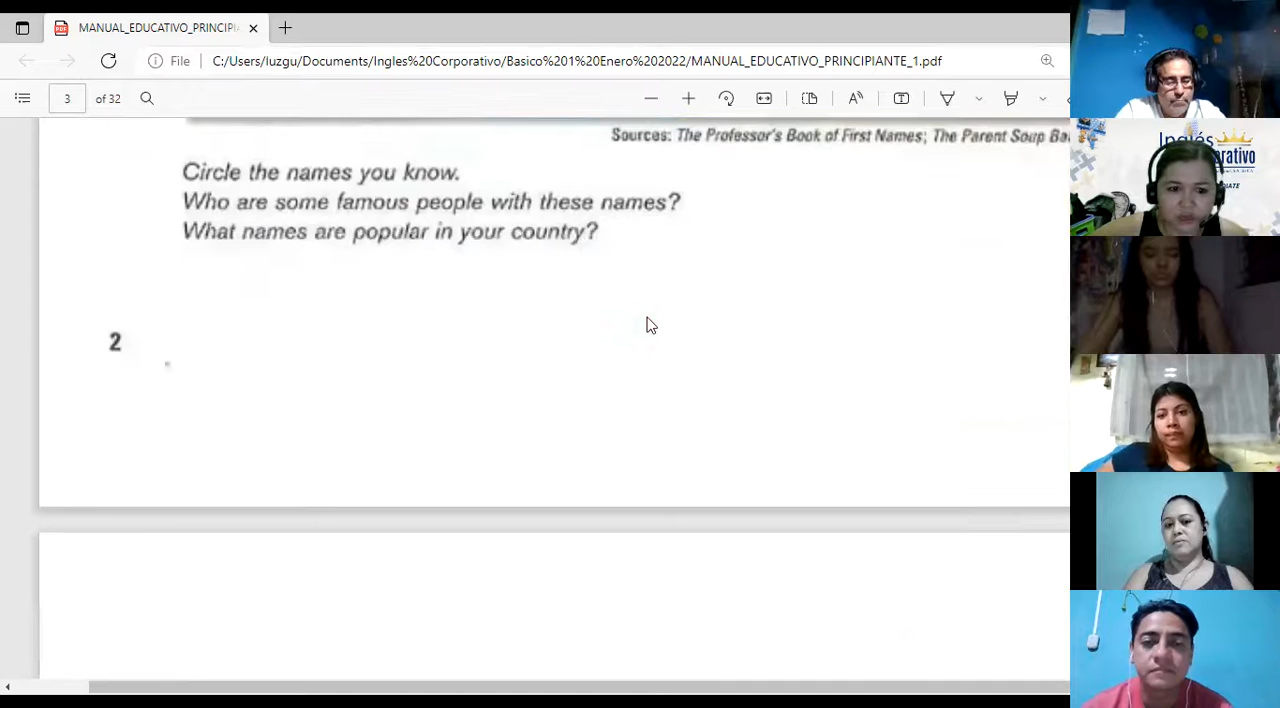 MANUAL_EDUCATIVO_PRINCIPI
File
C:/Users/luzgu/Documents/Ingles%20Corporativo/Basico%201%20Enero%202022/MANUAL_EDUCATIVO_PRINCIPIANTE_1.pdf
3 of 32
Sources: The Professor's Book of First Names; The Parent Soup Ba
Circle the names you know.
Who are some famous people with these names?
What names are popular in your country?
2
Inglés
orativo